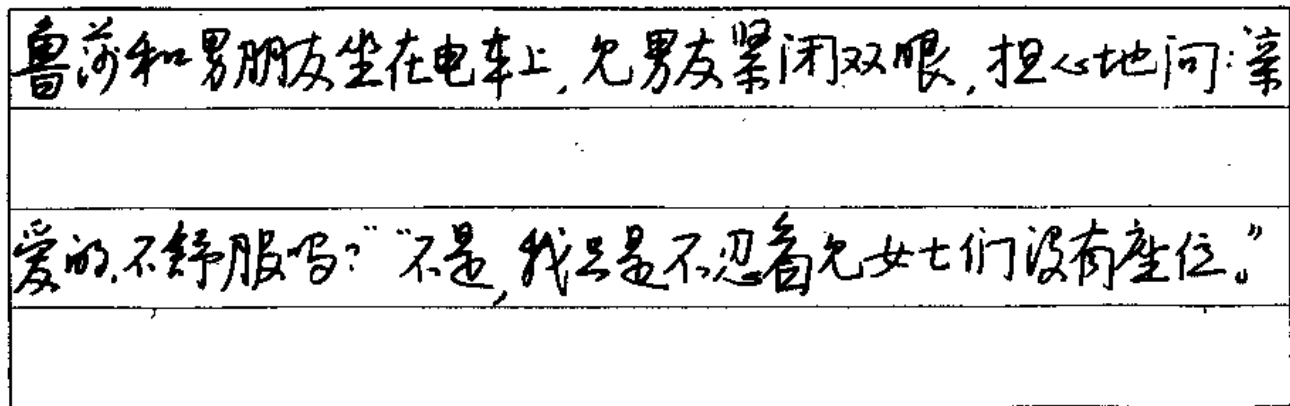 鲁莎和男朋友坐在电车上,见男友紧闭双眼,担心地问:亲
爱的,不舒服吗?”“不是,我只是不忍看见女士们没有座位。”